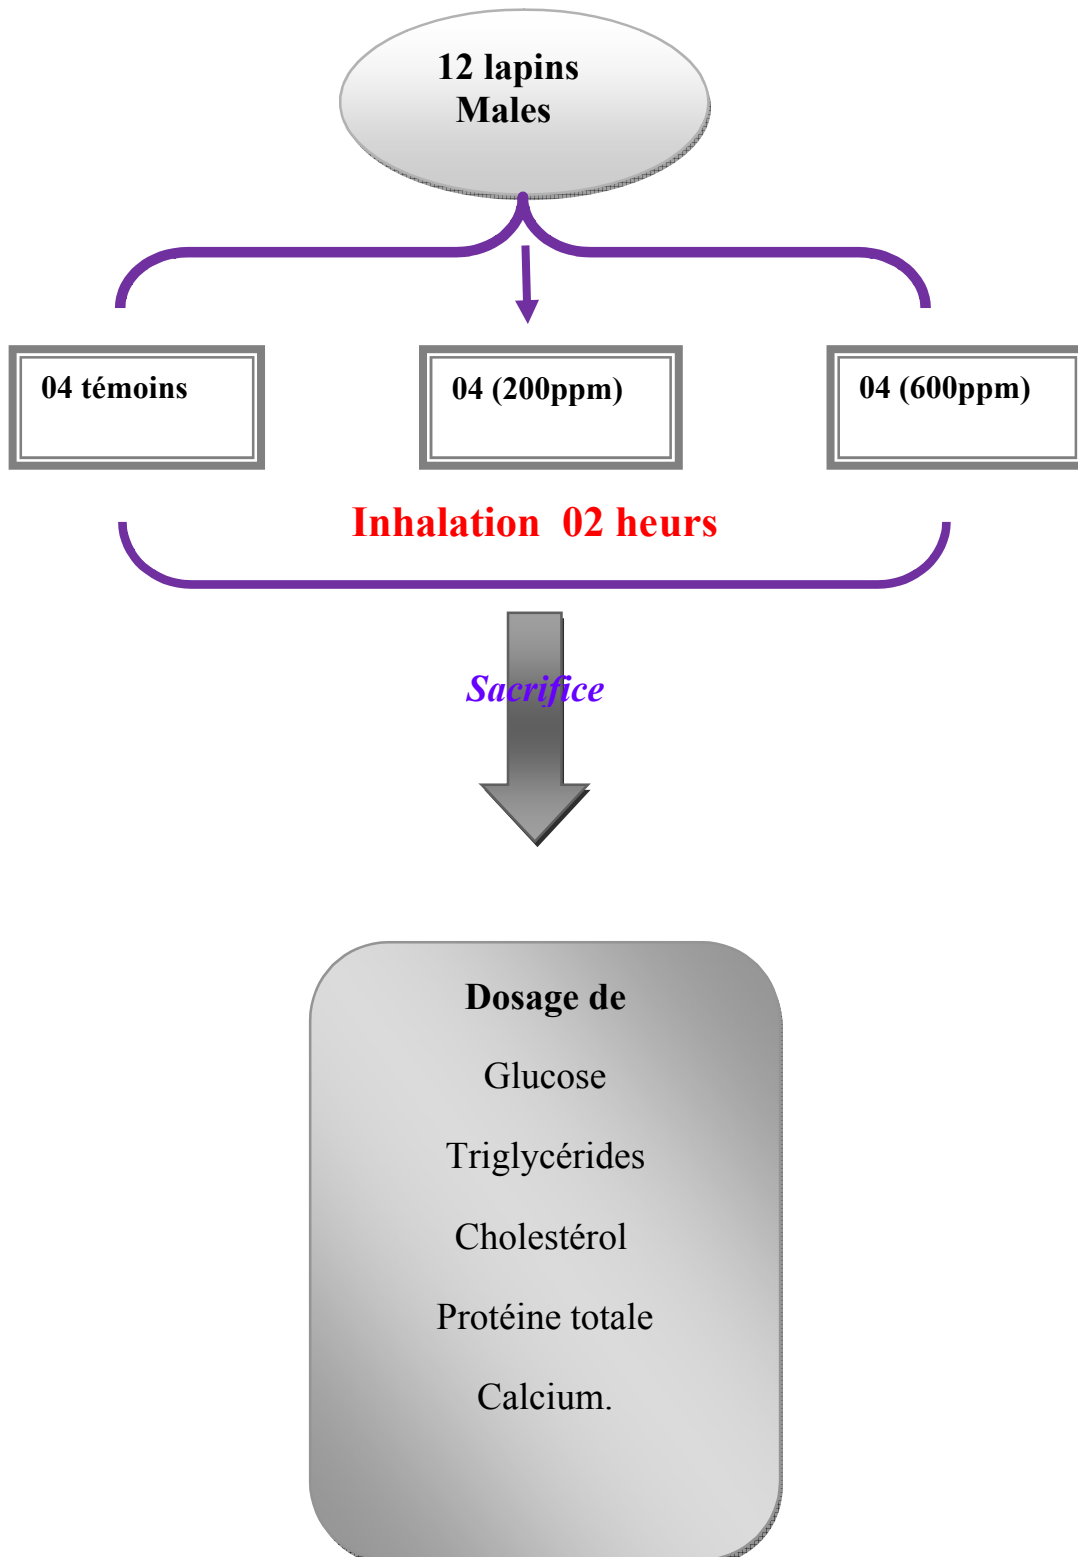 12 lapins
Males
04 témoins
04 (200ppm)
04 (600ppm)
Inhalation 02 heurs
Sacrifice
Dosage de
Glucose
Triglycérides
Cholestérol
Protéine totale
Calcium.